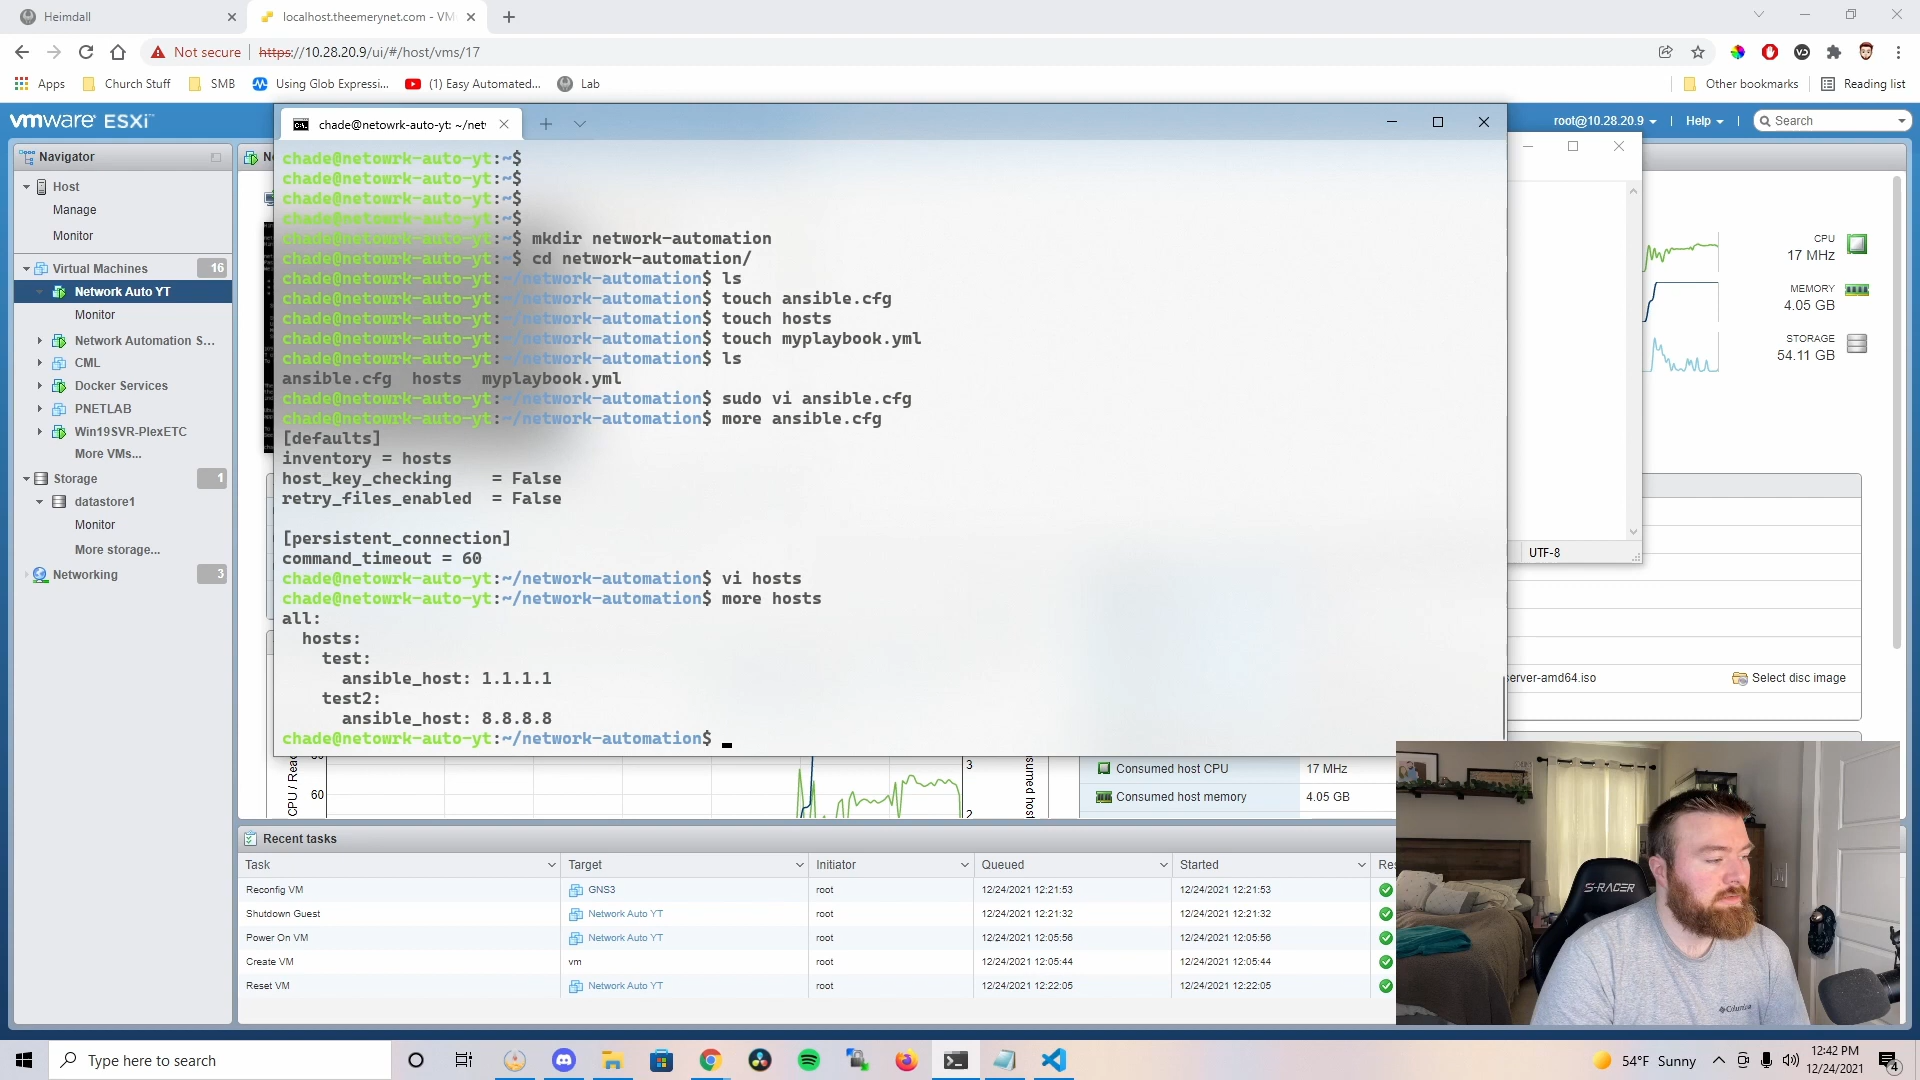 Heimdall
localhost.theemerynet.com - VM
Not secure
https://10.28.20.9/ui/#/host/vms/17
Apps
Church Stuff
SMB
Using Glob Expressi...
(1) Easy Automated...
Lab
Other bookmarks
Reading list
vmware ESXi
chade@netowrk-auto-yt: ~/net
root@10.28.20.9
Help
Search
Navigator
Host
Manage
Monitor
Virtual Machines
16
Network Auto YT
Monitor
Network Automation S...
CML
Docker Services
PNETLAB
Win19SVR-PlexETC
More VMs...
Storage
1
datastore1
Monitor
More storage...
Networking
3
chade@netowrk-auto-yt:~$
chade@netowrk-auto-yt:~$
chade@netowrk-auto-yt:~$
chade@netowrk-auto-yt:~$
chade@netowrk-auto-yt:~$ mkdir network-automation
chade@netowrk-auto-yt:~$ cd network-automation/
chade@netowrk-auto-yt:~/network-automation$ ls
chade@netowrk-auto-yt:~/network-automation$ touch ansible.cfg
chade@netowrk-auto-yt:~/network-automation$ touch hosts
chade@netowrk-auto-yt:~/network-automation$ touch myplaybook.yml
chade@netowrk-auto-yt:~/network-automation$ ls
ansible.cfg  hosts  myplaybook.yml
chade@netowrk-auto-yt:~/network-automation$ sudo vi ansible.cfg
chade@netowrk-auto-yt:~/network-automation$ more ansible.cfg
[defaults]
inventory = hosts
host_key_checking    = False
retry_files_enabled  = False
[persistent_connection]
command_timeout = 60
chade@netowrk-auto-yt:~/network-automation$ vi hosts
chade@netowrk-auto-yt:~/network-automation$ more hosts
all:
  hosts:
    test:
      ansible_host: 1.1.1.1
    test2:
      ansible_host: 8.8.8.8
chade@netowrk-auto-yt:~/network-automation$
CPU
17 MHz
MEMORY
4.05 GB
STORAGE
54.11 GB
UTF-8
erver-amd64.iso
Select disc image
CPU / Read
60
3
2
sumed host
Consumed host CPU
17 MHz
Consumed host memory
4.05 GB
Recent tasks
Task Target Initiator Queued Started Res
Reconfig VM GNS3 root 12/24/2021 12:21:53 12/24/2021 12:21:53
Shutdown Guest Network Auto YT root 12/24/2021 12:21:32 12/24/2021 12:21:32
Power On VM Network Auto YT root 12/24/2021 12:05:56 12/24/2021 12:05:56
Create VM vm root 12/24/2021 12:05:44 12/24/2021 12:05:44
Reset VM Network Auto YT root 12/24/2021 12:22:05 12/24/2021 12:22:05
S-RACER
Columbia
Type here to search
54°F Sunny
12:42 PM
12/24/2021
4